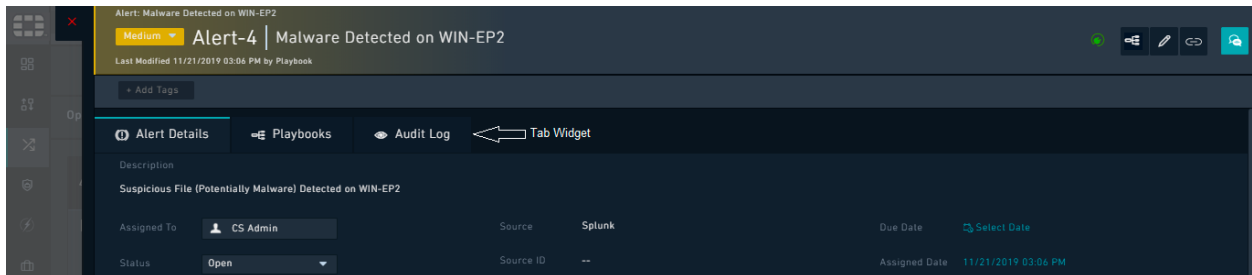 Alert: Malware Detected on WIN-EP2
Medium Alert-4 | Malware Detected on WIN-EP2
Last Modified 11/21/2019 03:06 PM by Playbook
+ Add Tags
Op
Alert Details Playbooks Audit Log Tab Widget
Description
Suspicious File (Potentially Malware) Detected on WIN-EP2
Assigned To CS Admin Source Splunk Due Date Select Date
Status Open Source ID -- Assigned Date 11/21/2019 03:06 PM